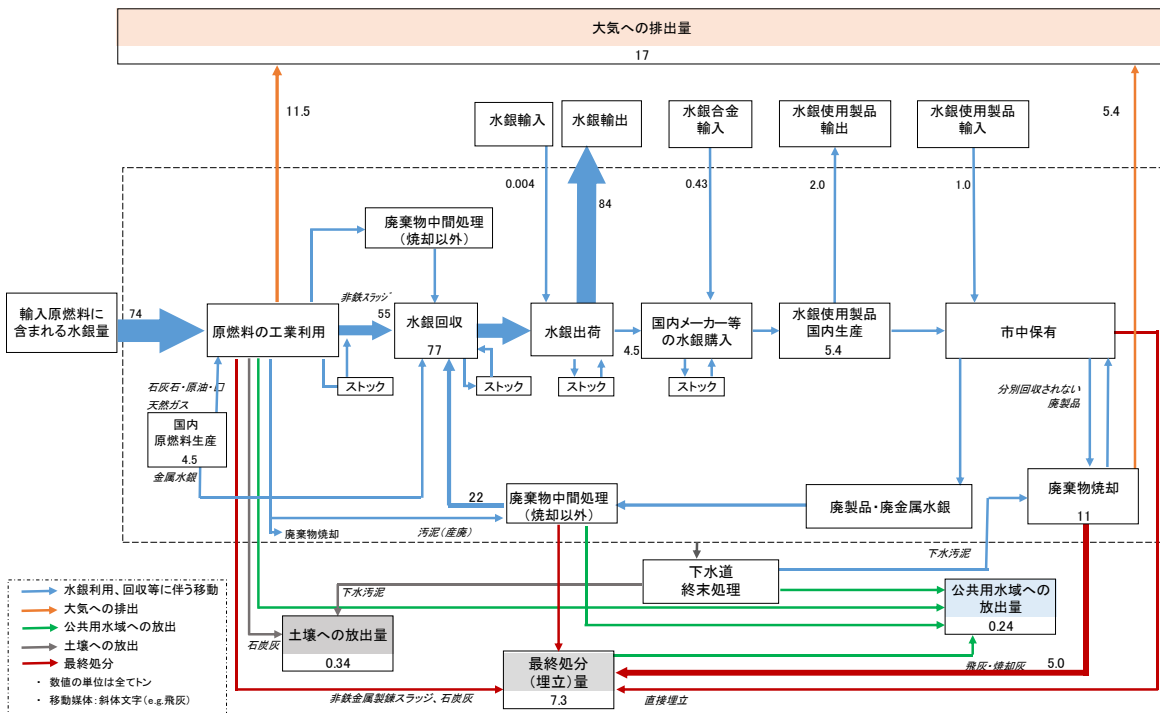 大気への排出量
17
11.5
5.4
水銀輸入
水銀輸出
水銀合金
輸入
水銀使用製品
輸出
水銀使用製品
輸入
0.004
84
0.43
2.0
1.0
廃棄物中間処理
(焼却以外)
輸入原燃料に
含まれる水銀量
74
原燃料の工業利用
非鉄スラッジ
55
水銀回収
77
水銀出荷
4.5
国内メーカー等
の水銀購入
水銀使用製品
国内生産
5.4
市中保有
ストック
ストック
ストック
ストック
石灰石・原油・口
天然ガス
国内
原燃料生産
4.5
金属水銀
分別回収されない
廃製品
22
廃棄物中間処理
(焼却以外)
廃製品・廃金属水銀
廃棄物焼却
11
廃棄物焼却
汚泥(産廃)
下水汚泥
下水道
終末処理
下水汚泥
公共用水域への
放出量
0.24
石炭灰
土壌への放出量
0.34
最終処分
(埋立)量
7.3
飛灰・焼却灰
5.0
非鉄金属製錬スラッジ、石炭灰
直接埋立
水銀利用、回収等に伴う移動
大気への排出
公共用水域への放出
土壌への放出
最終処分
・ 数値の単位は全てトン
・ 移動媒体:斜体文字(e.g.飛灰)